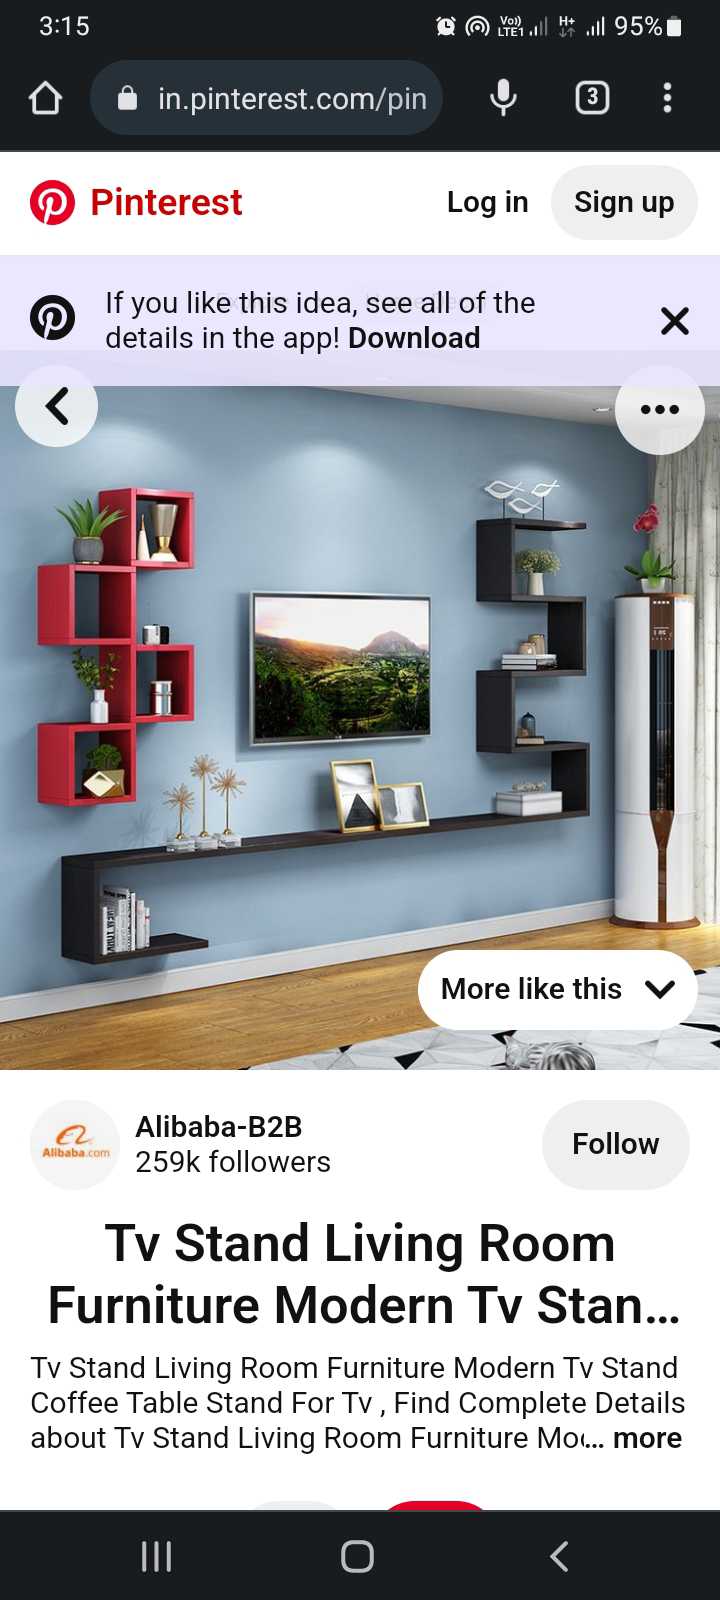 3:15
Vo)) LTE1 H+ 95%
in.pinterest.com/pin
3
Pinterest
Log in
Sign up
If you like this idea, see all of the
details in the app! Download
More like this
Alibaba.com
Alibaba-B2B
259k followers
Follow
Tv Stand Living Room
Furniture Modern Tv Stan...
Tv Stand Living Room Furniture Modern Tv Stand
Coffee Table Stand For Tv , Find Complete Details
about Tv Stand Living Room Furniture Mo... more